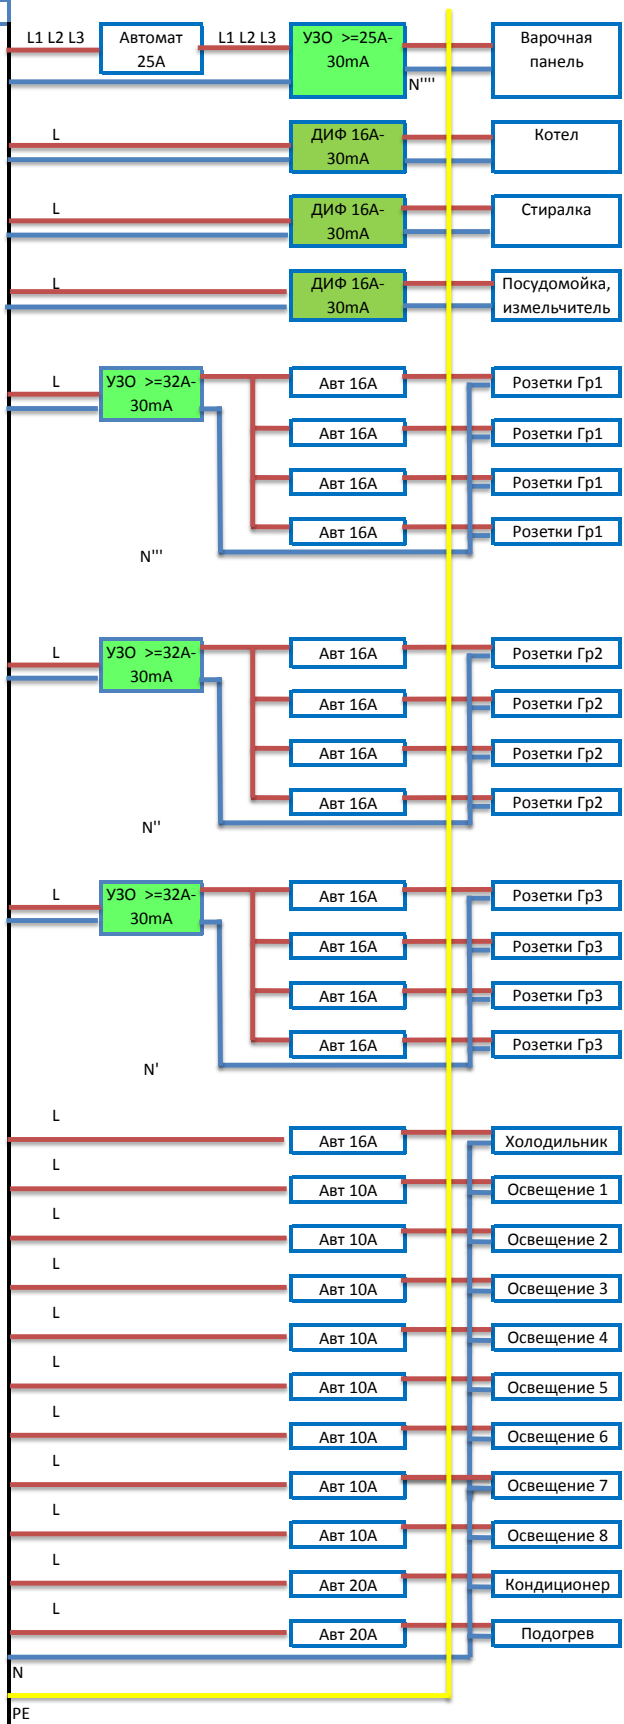 L1 L2 L3
Автомат
25А
L1 L2 L3
УЗО >=25А-
30mA
N''''
Варочная
панель
L
ДИФ 16А-
30mA
Котел
L
ДИФ 16А-
30mA
Стиралка
L
ДИФ 16А-
30mA
Посудомойка,
измельчитель
L
УЗО >=32А-
30mA
Авт 16А
Розетки Гр1
Авт 16А
Розетки Гр1
Авт 16А
Розетки Гр1
Авт 16А
Розетки Гр1
N'''
L
УЗО >=32А-
30mA
Авт 16А
Розетки Гр2
Авт 16А
Розетки Гр2
Авт 16А
Розетки Гр2
Авт 16А
Розетки Гр2
N''
L
УЗО >=32А-
30mA
Авт 16А
Розетки Гр3
Авт 16А
Розетки Гр3
Авт 16А
Розетки Гр3
Авт 16А
Розетки Гр3
N'
L
Авт 16А
Холодильник
L
Авт 10А
Освещение 1
L
Авт 10А
Освещение 2
L
Авт 10А
Освещение 3
L
Авт 10А
Освещение 4
L
Авт 10А
Освещение 5
L
Авт 10А
Освещение 6
L
Авт 10А
Освещение 7
L
Авт 10А
Освещение 8
L
Авт 20А
Кондиционер
L
Авт 20А
Подогрев
N
PE